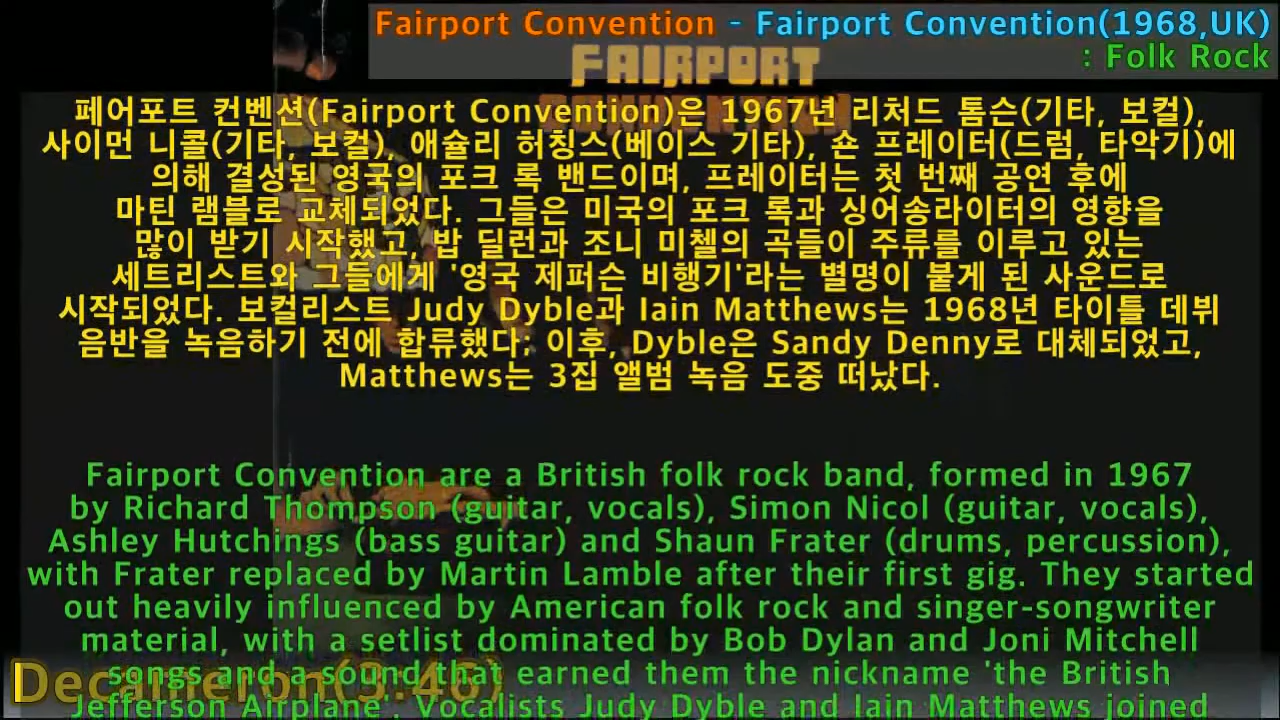 Fairport Convention - Fairport Convention(1968,UK)
: Folk Rock
FAIRPORT
페어포트 컨벤션(Fairport Convention)은 1967년 리처드 톰슨(기타, 보컬),
사이먼 니콜(기타, 보컬), 애슐리 허칭스(베이스 기타), 숀 프레이터(드럼, 타악기)에
의해 결성된 영국의 포크 록 밴드이며, 프레이터는 첫 번째 공연 후에
마틴 램블로 교체되었다. 그들은 미국의 포크 록과 싱어송라이터의 영향을
많이 받기 시작했고, 밥 딜런과 조니 미첼의 곡들이 주류를 이루고 있는
세트리스트와 그들에게 '영국 제퍼슨 비행기'라는 별명이 붙게 된 사운드로
시작되었다. 보컬리스트 Judy Dyble과 Iain Matthews는 1968년 타이틀 데뷔
음반을 녹음하기 전에 합류했다; 이후, Dyble은 Sandy Denny로 대체되었고,
Matthews는 3집 앨범 녹음 도중 떠났다.
Fairport Convention are a British folk rock band, formed in 1967
by Richard Thompson (guitar, vocals), Simon Nicol (guitar, vocals),
Ashley Hutchings (bass guitar) and Shaun Frater (drums, percussion),
with Frater replaced by Martin Lamble after their first gig. They started
out heavily influenced by American folk rock and singer-songwriter
material, with a setlist dominated by Bob Dylan and Joni Mitchell
songs and a sound that earned them the nickname 'the British
Jefferson Airplane'. Vocalists Judy Dyble and Iain Matthews joined
Decameron(3:46)